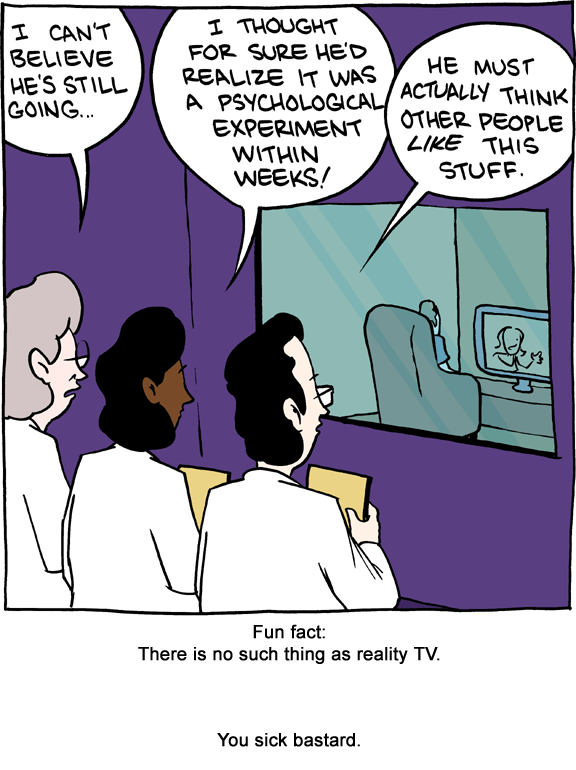 I CAN'T
BELIEVE
HE'S STILL
GOING...
I THOUGHT
FOR SURE HE'D
REALIZE IT WAS
A PSYCHOLOGICAL
EXPERIMENT
WITHIN
WEEKS!
HE MUST
ACTUALLY THINK
OTHER PEOPLE
LIKE THIS
STUFF.
Fun fact:
There is no such thing as reality TV.
You sick bastard.